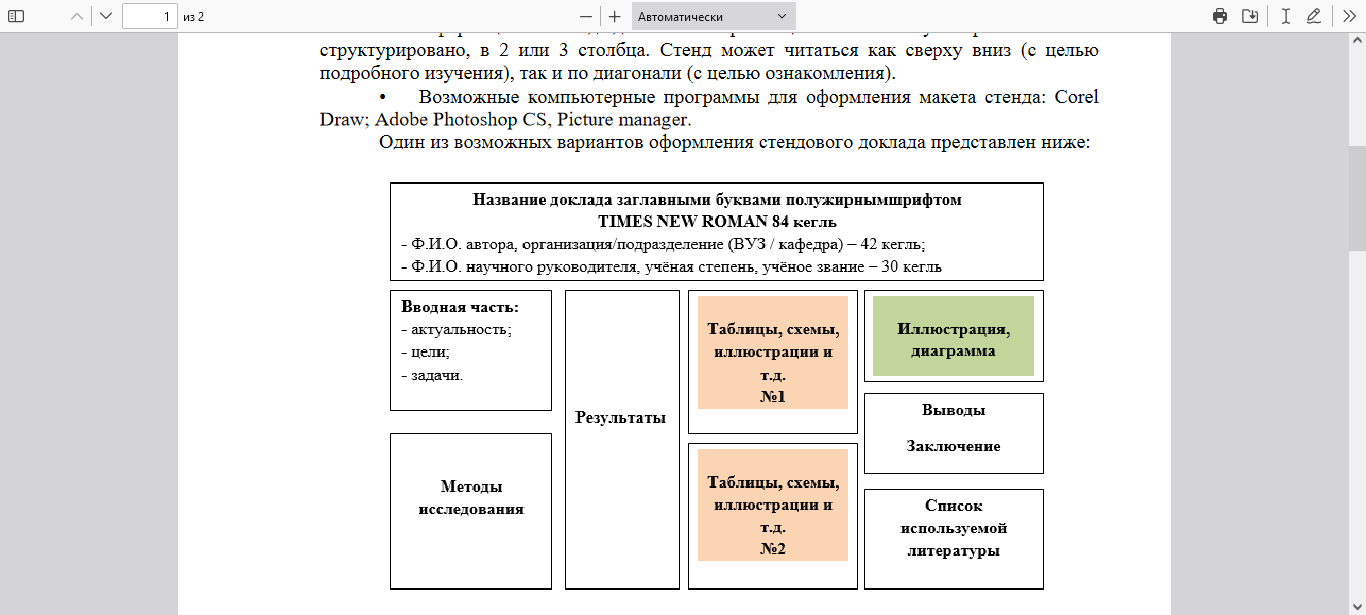 1 из 2
Автоматически
структурировано, в 2 или 3 столбца. Стенд может читаться как сверху вниз (с целью
подробного изучения), так и по диагонали (с целью ознакомления).
• Возможные компьютерные программы для оформления макета стенда: Corel
Draw; Adobe Photoshop CS, Picture manager.
Один из возможных вариантов оформления стендового доклада представлен ниже:
Название доклада заглавными буквами полужирнымшрифтом
TIMES NEW ROMAN 84 кегль
- Ф.И.О. автора, организация/подразделение (ВУЗ / кафедра) – 42 кегль;
- Ф.И.О. научного руководителя, учёная степень, учёное звание – 30 кегль
Вводная часть:
- актуальность;
- цели;
- задачи.
Методы
исследования
Результаты
Таблицы, схемы,
иллюстрации и
т.д.
№1
Таблицы, схемы,
иллюстрации и
т.д.
№2
Иллюстрация,
диаграмма
Выводы
Заключение
Список
используемой
литературы